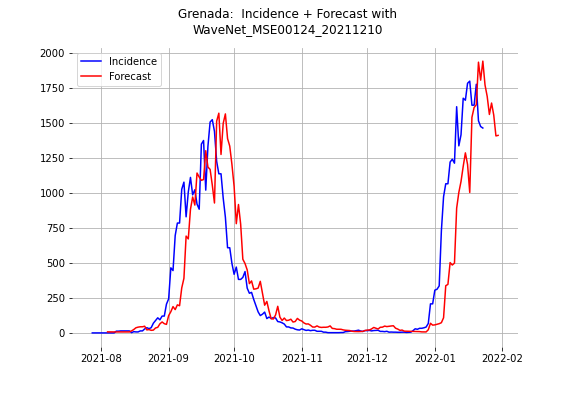 Grenada:  Incidence + Forecast with
WaveNet_MSE00124_20211210
Incidence
Forecast
2000
1750
1500
1250
1000
750
500
250
0
2021-08 2021-09 2021-10 2021-11 2021-12 2022-01 2022-02